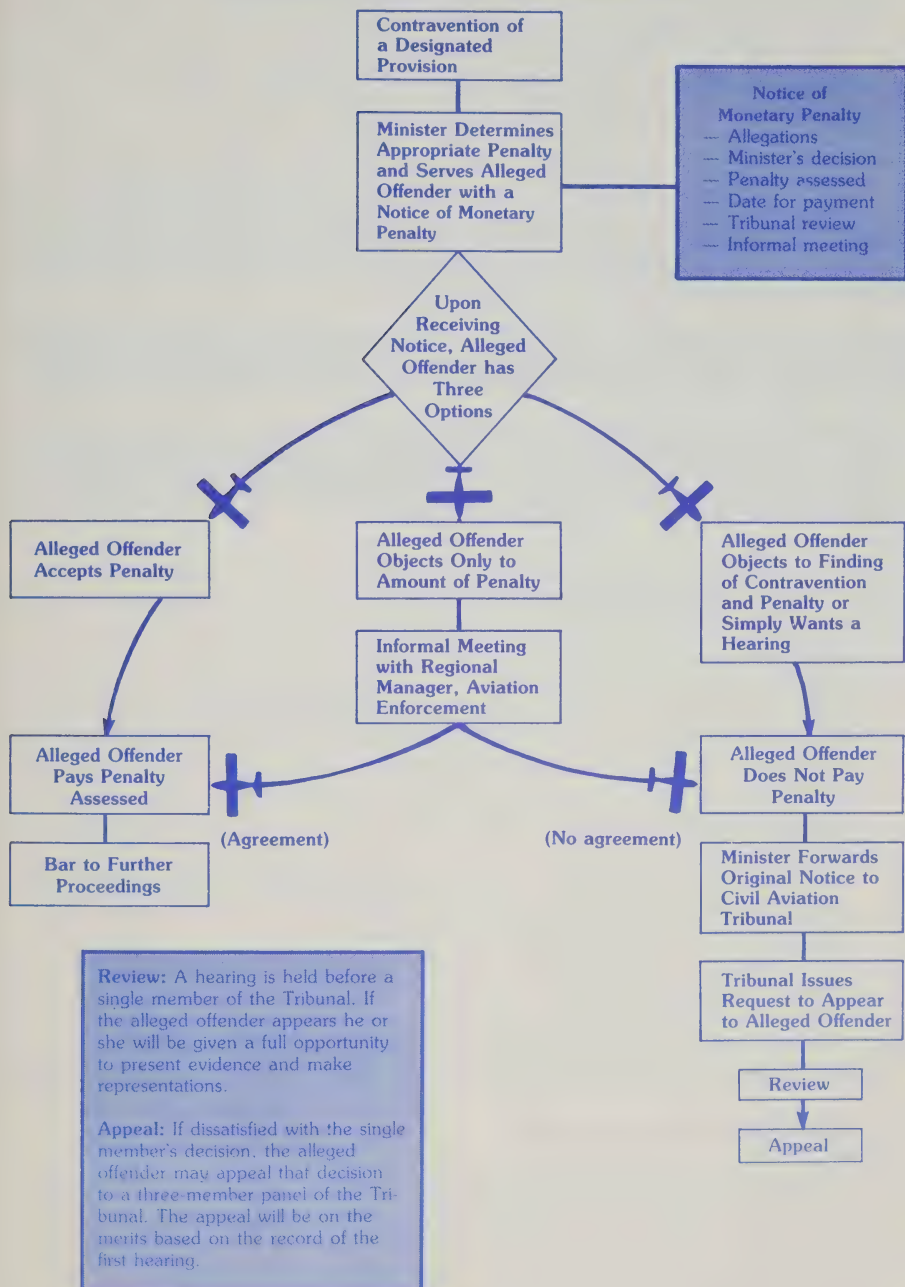 Contravention of
a Designated
Provision
Notice of
Monetary Penalty
— Allegations
— Minister's decision
— Penalty assessed
— Date for payment
— Tribunal review
— Informal meeting
Minister Determines
Appropriate Penalty
and Serves Alleged
Offender with a
Notice of Monetary
Penalty
Upon
Receiving
Notice, Alleged
Offender has
Three
Options
Alleged Offender
Accepts Penalty
Alleged Offender
Objects Only to
Amount of Penalty
Alleged Offender
Objects to Finding
of Contravention
and Penalty or
Simply Wants a
Hearing
Informal Meeting
with Regional
Manager, Aviation
Enforcement
Alleged Offender
Pays Penalty
Assessed
Alleged Offender
Does Not Pay
Penalty
(Agreement)
(No agreement)
Bar to Further
Proceedings
Minister Forwards
Original Notice to
Civil Aviation
Tribunal
Tribunal Issues
Request to Appear
to Alleged Offender
Review
Appeal
Review: A hearing is held before a
single member of the Tribunal. If
the alleged offender appears he or
she will be given a full opportunity
to present evidence and make
representations.
Appeal: If dissatisfied with the single
member's decision, the alleged
offender may appeal that decision
to a three-member panel of the Tri-
bunal. The appeal will be on the
merits based on the record of the
first hearing.